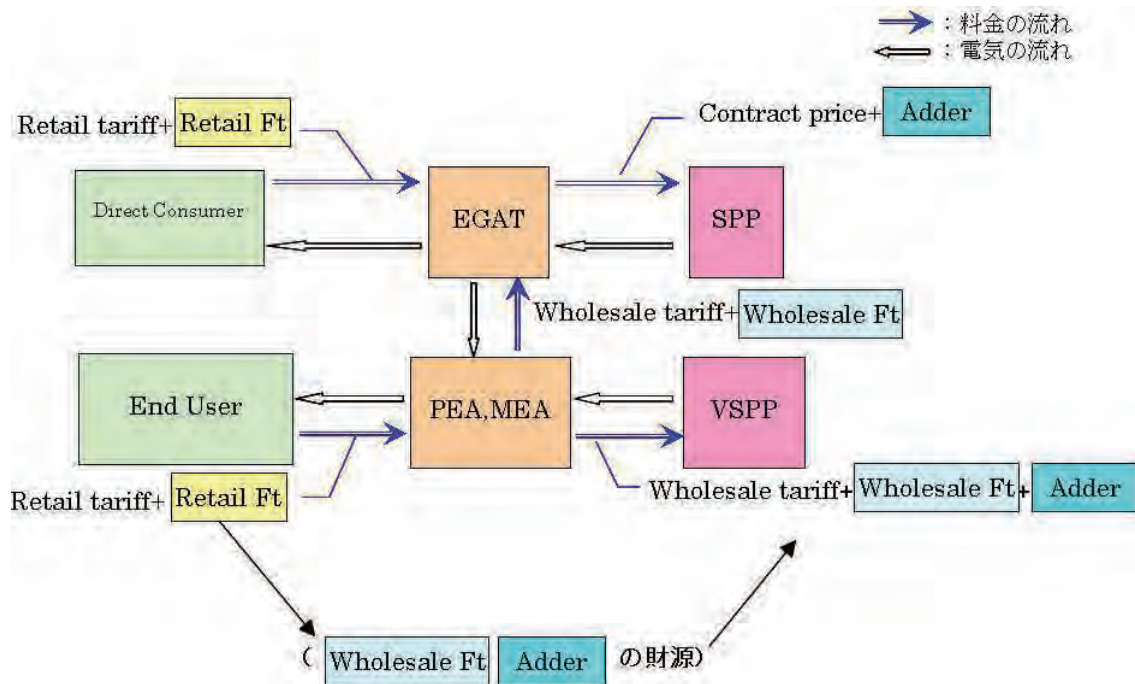 ：料金の流れ
：電気の流れ
Retail tariff+ Retail Ft
Contract price+ Adder
Direct Consumer
EGAT
SPP
Wholesale tariff+ Wholesale Ft
End User
PEA,MEA
VSPP
Retail tariff+ Retail Ft
Wholesale tariff+ Wholesale Ft + Adder
( Wholesale Ft Adder の財源)